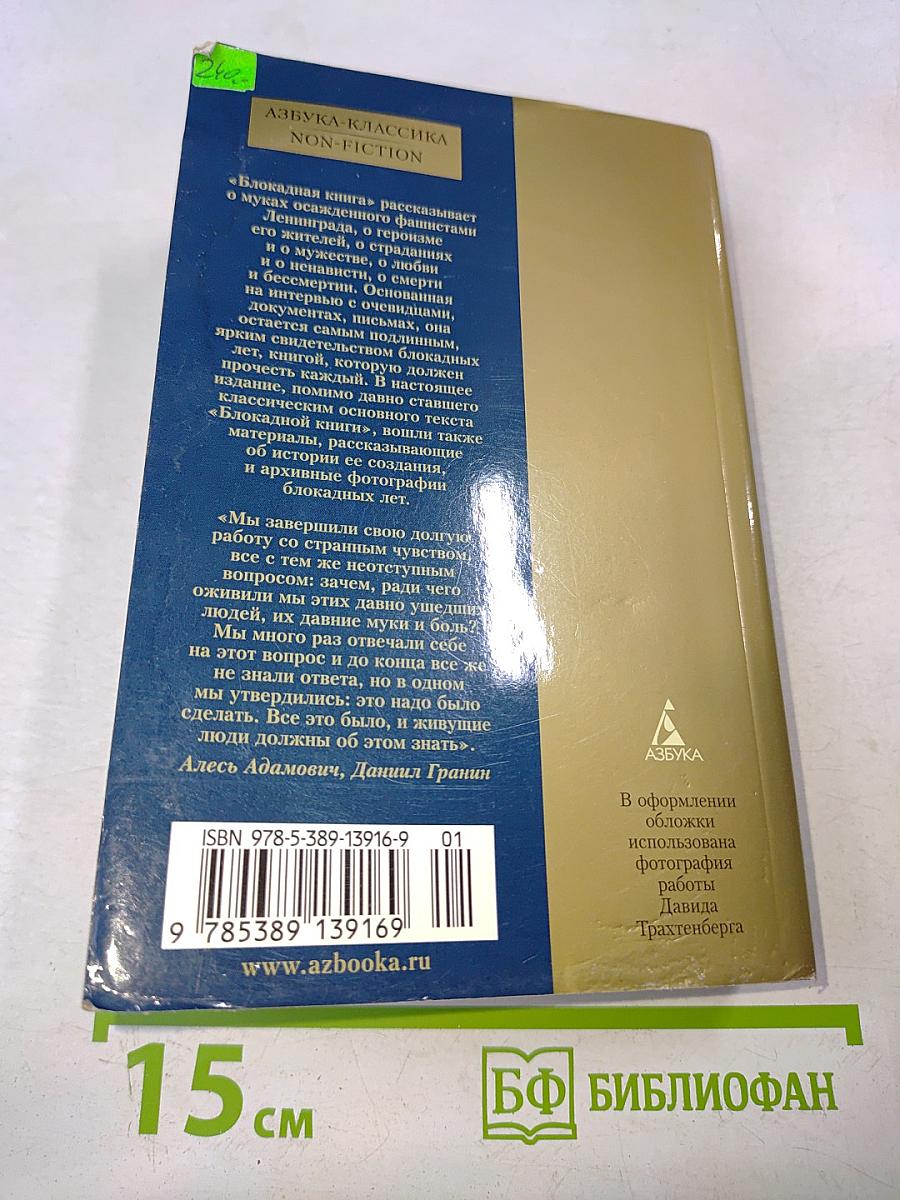 240.-
АЗБУКА-КЛАССИКА
NON-FICTION
«Блокадная книга» рассказывает
о муках осажденного фашистами
Ленинграда, о героизме
его жителей, о страданиях
и о мужестве, о любви
и о ненависти, о смерти
и бессмертии. Основанная
на интервью с очевидцами,
документах, письмах, она
остается самым подлинным,
ярким свидетельством блокадных
лет, книгой, которую должен
прочесть каждый. В настоящее
издание, помимо давно ставшего
классическим основного текста
«Блокадной книги», вошли также
материалы, рассказывающие
об истории ее создания,
и архивные фотографии
блокадных лет.
«Мы завершили свою долгую
работу со странным чувством,
все с тем же неотступным
вопросом: зачем, ради чего
оживили мы этих давно ушедших
людей, их давние муки и боль?
Мы много раз отвечали себе
на этот вопрос и до конца все же
не знали ответа, но в одном
мы утвердились: это надо было
сделать. Все это было, и живущие
люди должны об этом знать».
Алесь Адамович, Даниил Гранин
ISBN 978-5-389-13916-9 01
9 785389 139169
www.azbooka.ru
АЗБУКА
В оформлении
обложки
использована
фотография
работы
Давида
Трахтенберга
15 см
БФ БИБЛИОФАН